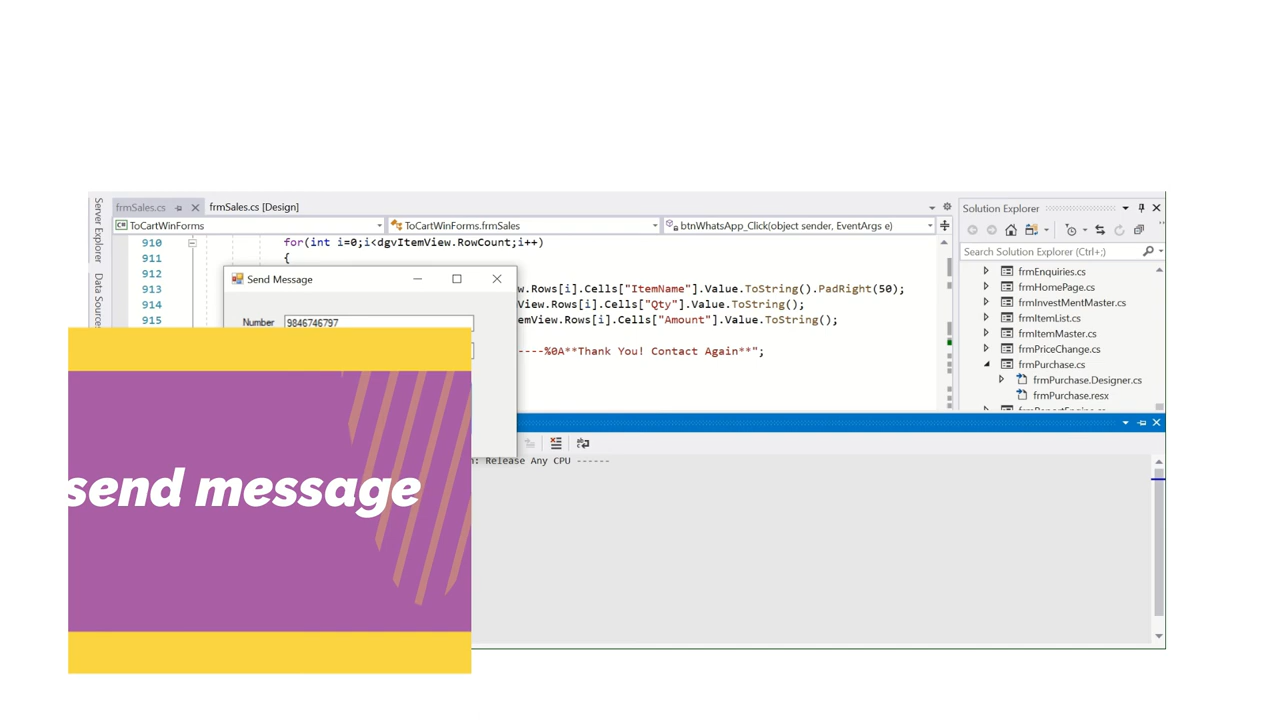 Server Explorer
Data Sources
frmSales.cs
frmSales.cs [Design]
ToCartWinForms
ToCartWinForms.frmSales
btnWhatsApp_Click(object sender, EventArgs e)
910 for(int i=0;i<dgvItemView.RowCount;i++)
911 {
912
913 w.Rows[i].Cells["ItemName"].Value.ToString().PadRight(50);
914 View.Rows[i].Cells["Qty"].Value.ToString();
915 emView.Rows[i].Cells["Amount"].Value.ToString();
----%0A**Thank You! Contact Again**";
Send Message
Number 9846746797
send message
n: Release Any CPU ------
Solution Explorer
Search Solution Explorer (Ctrl+;)
frmEnquiries.cs
frmHomePage.cs
frmInvestMentMaster.cs
frmItemList.cs
frmItemMaster.cs
frmPriceChange.cs
frmPurchase.cs
frmPurchase.Designer.cs
frmPurchase.resx
frmReportEngine.cs